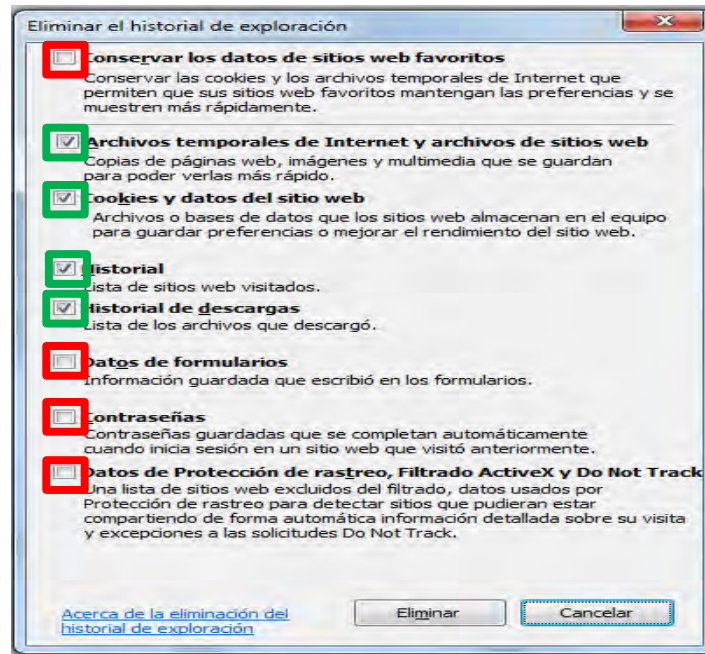 Eliminar el historial de exploración
Conservar los datos de sitios web favoritos
Conservar las cookies y los archivos temporales de Internet que
permiten que sus sitios web favoritos mantengan las preferencias y se
muestren más rápidamente.
Archivos temporales de Internet y archivos de sitios web
Copias de páginas web, imágenes y multimedia que se guardan
para poder verlas más rápido.
Cookies y datos del sitio web
Archivos o bases de datos que los sitios web almacenan en el equipo
para guardar preferencias o mejorar el rendimiento del sitio web.
Historial
Lista de sitios web visitados.
Historial de descargas
Lista de los archivos que descargó.
Datos de formularios
Información guardada que escribió en los formularios.
Contraseñas
Contraseñas guardadas que se completan automáticamente
cuando inicia sesión en un sitio web que visitó anteriormente.
Datos de Protección de rastreo, Filtrado ActiveX y Do Not Track
Una lista de sitios web excluidos del filtrado, datos usados por
Protección de rastreo para detectar sitios que pudieran estar
compartiendo de forma automática información detallada sobre su visita
y excepciones a las solicitudes Do Not Track.
Acerca de la eliminación del
historial de exploración
Eliminar
Cancelar